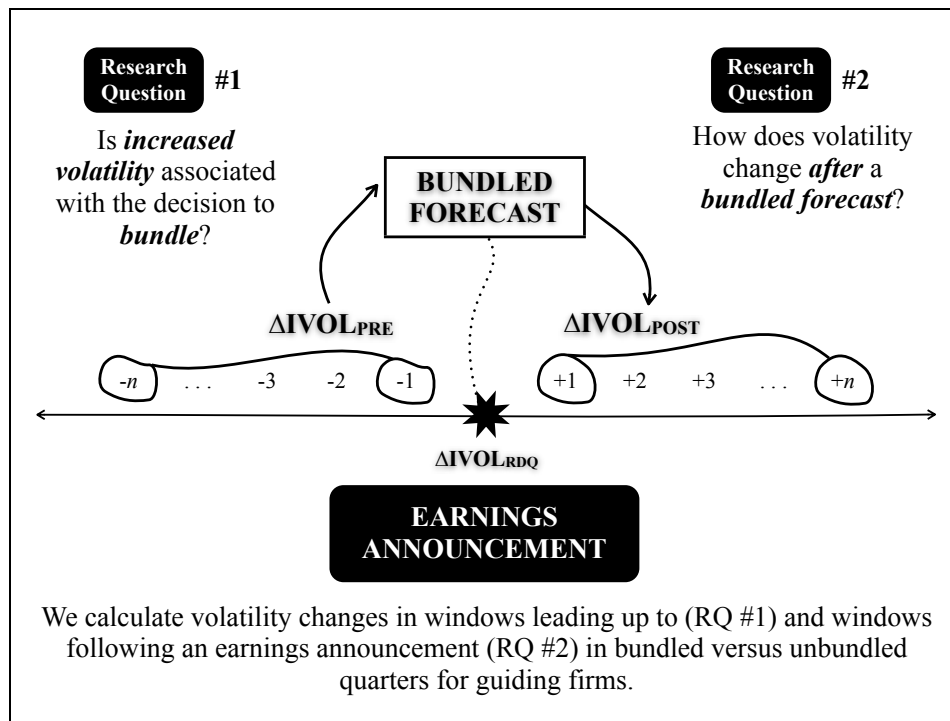 Research
Question
#1
Is increased
volatility associated
with the decision to
bundle?
Research
Question
#2
How does volatility
change after a
bundled forecast?
BUNDLED
FORECAST
ΔIVOLPRE
ΔIVOLPOST
-n . . . -3 -2 -1 +1 +2 +3 . . . +n
ΔIVOLRDQ
EARNINGS
ANNOUNCEMENT
We calculate volatility changes in windows leading up to (RQ #1) and windows
following an earnings announcement (RQ #2) in bundled versus unbundled
quarters for guiding firms.